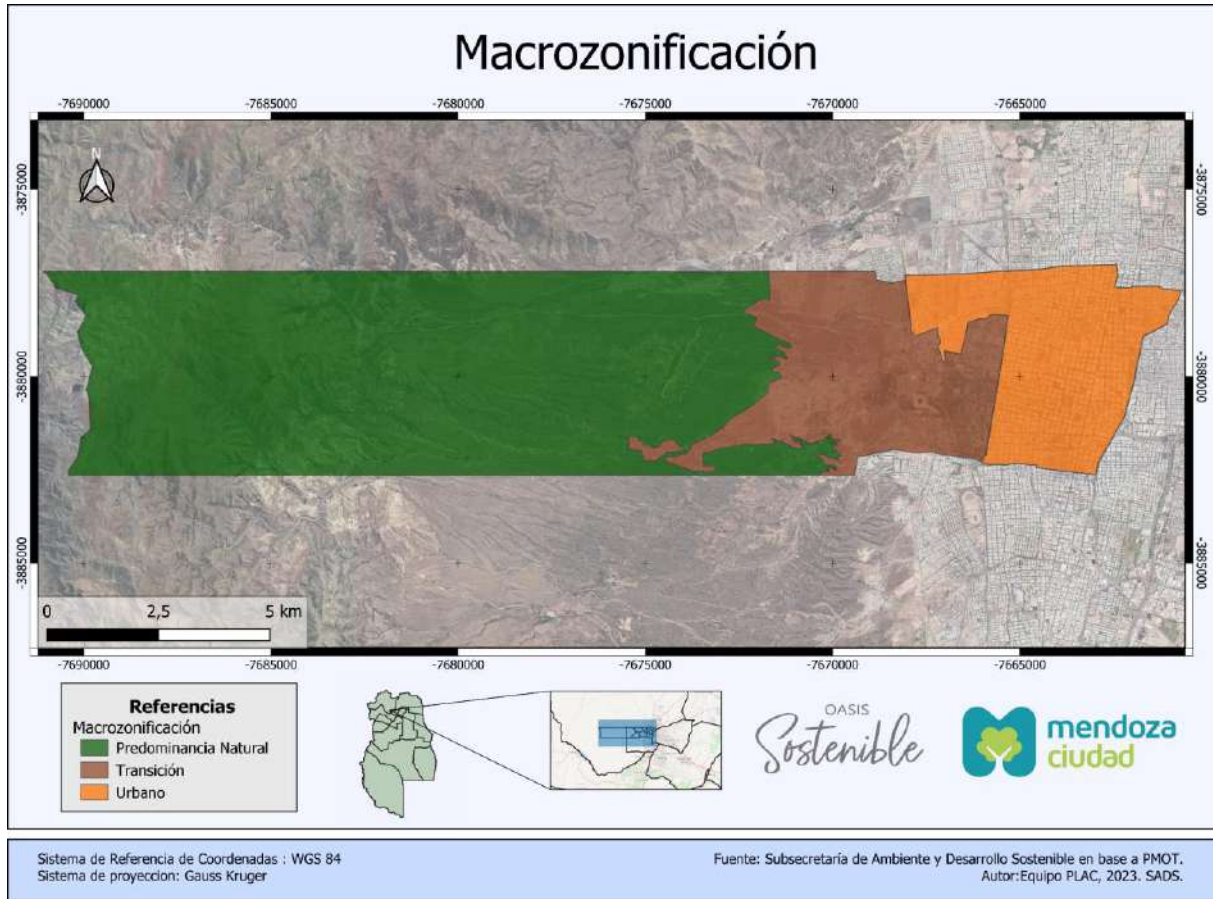 Macrozonificación
-7690000
-7685000
-7680000
-7675000
-7670000
-7665000
N
-3875000
-3875000
-3880000
-3880000
-3885000
-3885000
0 2,5 5 km
-7690000
-7685000
-7680000
-7675000
-7670000
-7665000
Referencias
Macrozonificación
Predominancia Natural
Transición
Urbano
OASIS
Sostenible
mendoza
ciudad
Sistema de Referencia de Coordenadas : WGS 84
Sistema de proyeccion: Gauss Kruger
Fuente: Subsecretaría de Ambiente y Desarrollo Sostenible en base a PMOT.
Autor:Equipo PLAC, 2023. SADS.